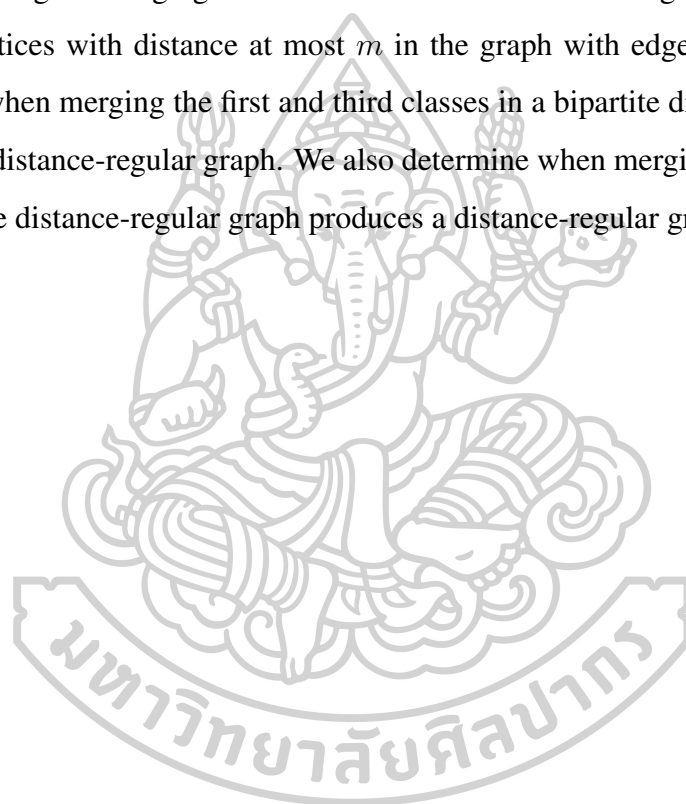 tices with distance at most m in the graph with edge
when merging the first and third classes in a bipartite di
distance-regular graph. We also determine when mergi
e distance-regular graph produces a distance-regular gr
มหาวิทยาลัยศิลปากร